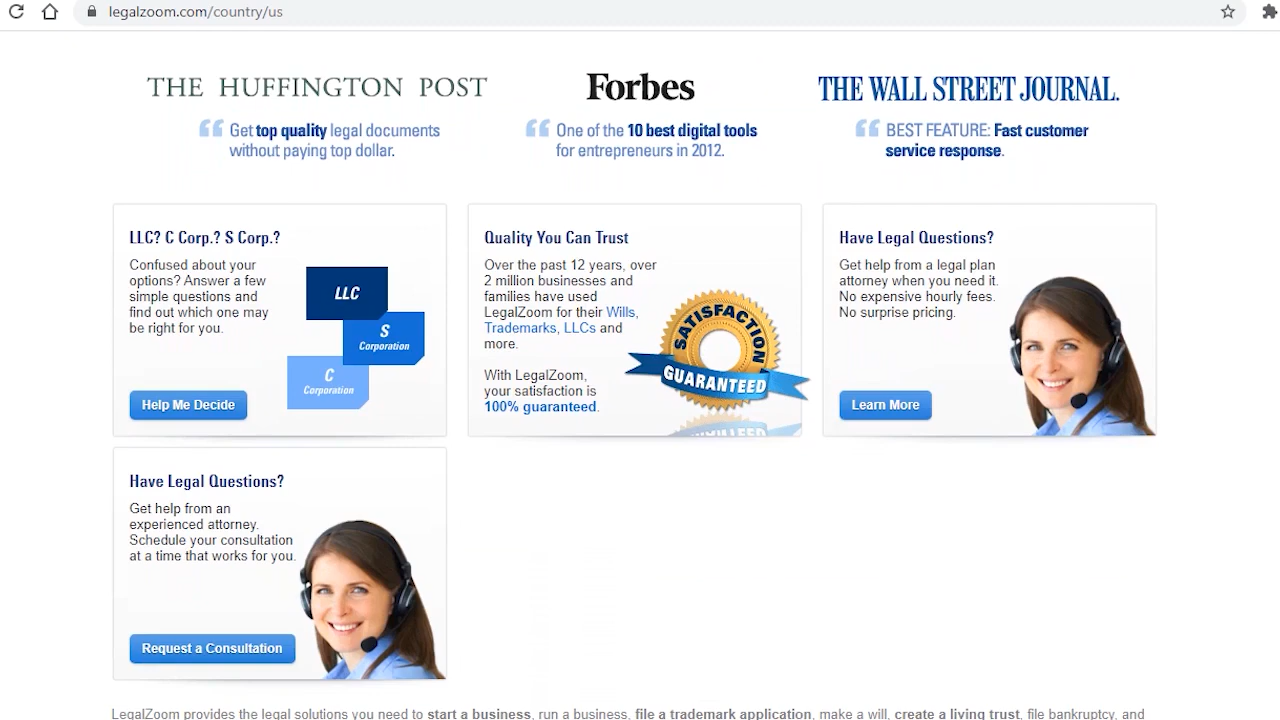 legalzoom.com/country/us
THE HUFFINGTON POST
Get top quality legal documents
without paying top dollar.
Forbes
One of the 10 best digital tools
for entrepreneurs in 2012.
THE WALL STREET JOURNAL.
BEST FEATURE: Fast customer
service response.
LLC? C Corp.? S Corp.?
Confused about your
options? Answer a few
simple questions and
find out which one may
be right for you.
LLC
S
Corporation
C
Corporation
Help Me Decide
Quality You Can Trust
Over the past 12 years, over
2 million businesses and
families have used
LegalZoom for their Wills,
Trademarks, LLCs and
more.
With LegalZoom,
your satisfaction is
100% guaranteed.
SATISFACTION
GUARANTEED
Have Legal Questions?
Get help from a legal plan
attorney when you need it.
No expensive hourly fees.
No surprise pricing.
Learn More
Have Legal Questions?
Get help from an
experienced attorney.
Schedule your consultation
at a time that works for you.
Request a Consultation
LegalZoom provides the legal solutions you need to start a business, run a business, file a trademark application, make a will, create a living trust, file bankruptcy, and